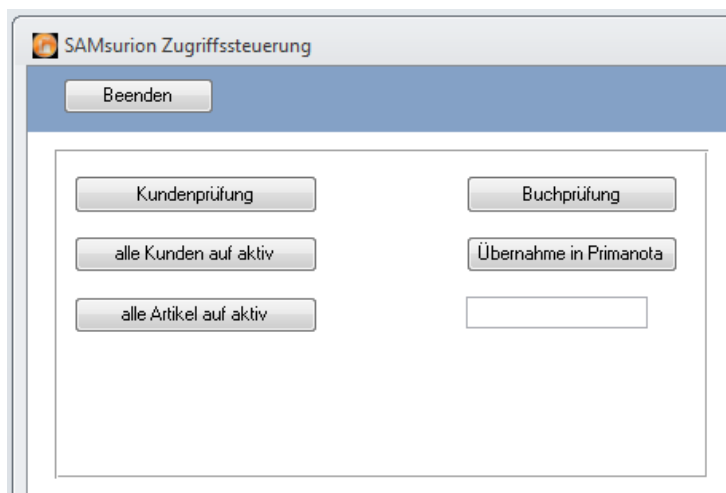 SAMsurion Zugriffssteuerung
Beenden
Kundenprüfung
Buchprüfung
alle Kunden auf aktiv
Übernahme in Primanota
alle Artikel auf aktiv